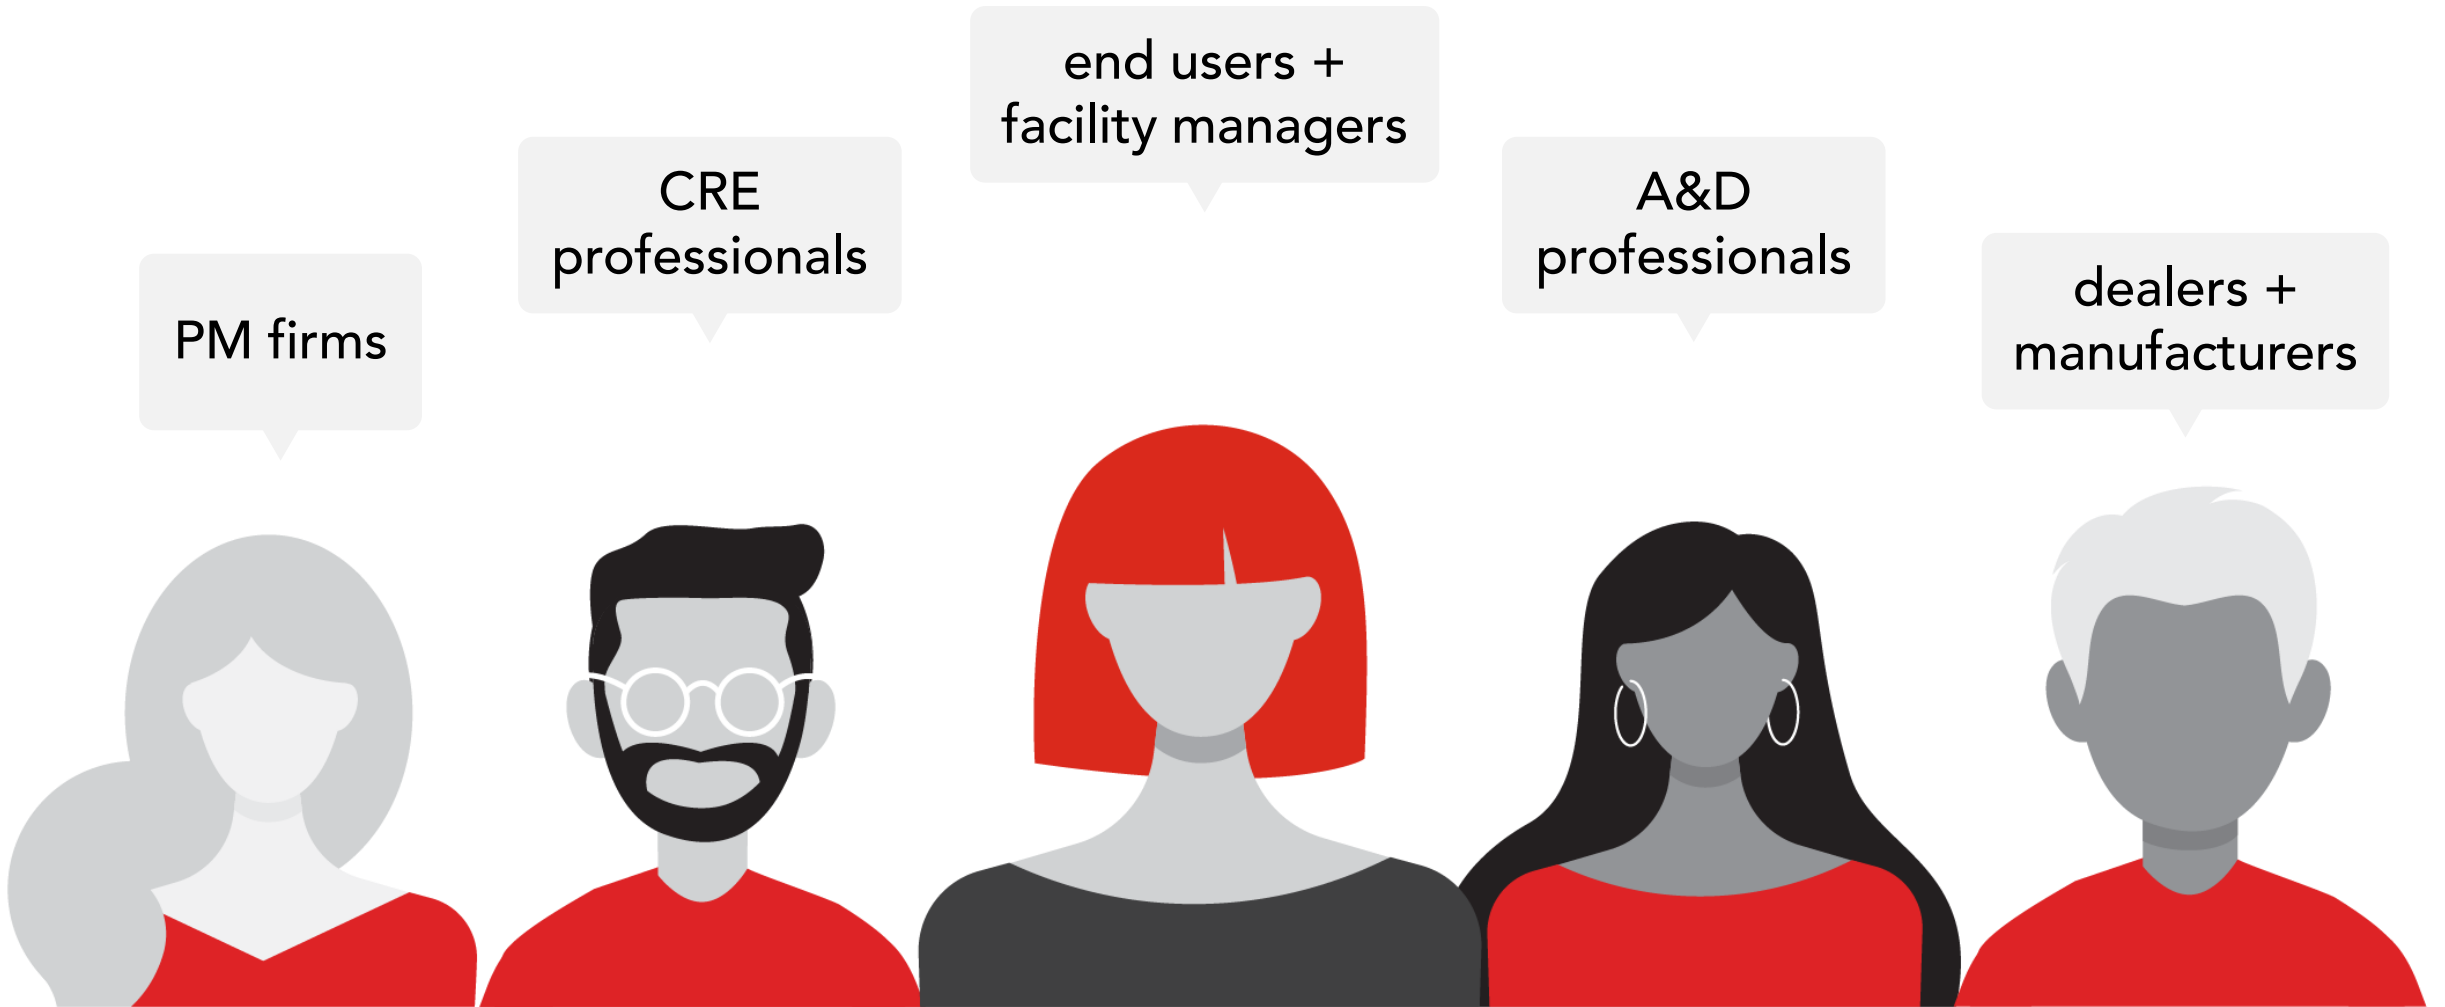 PM firms
CRE
professionals
end users +
facility managers
A&D
professionals
dealers +
manufacturers